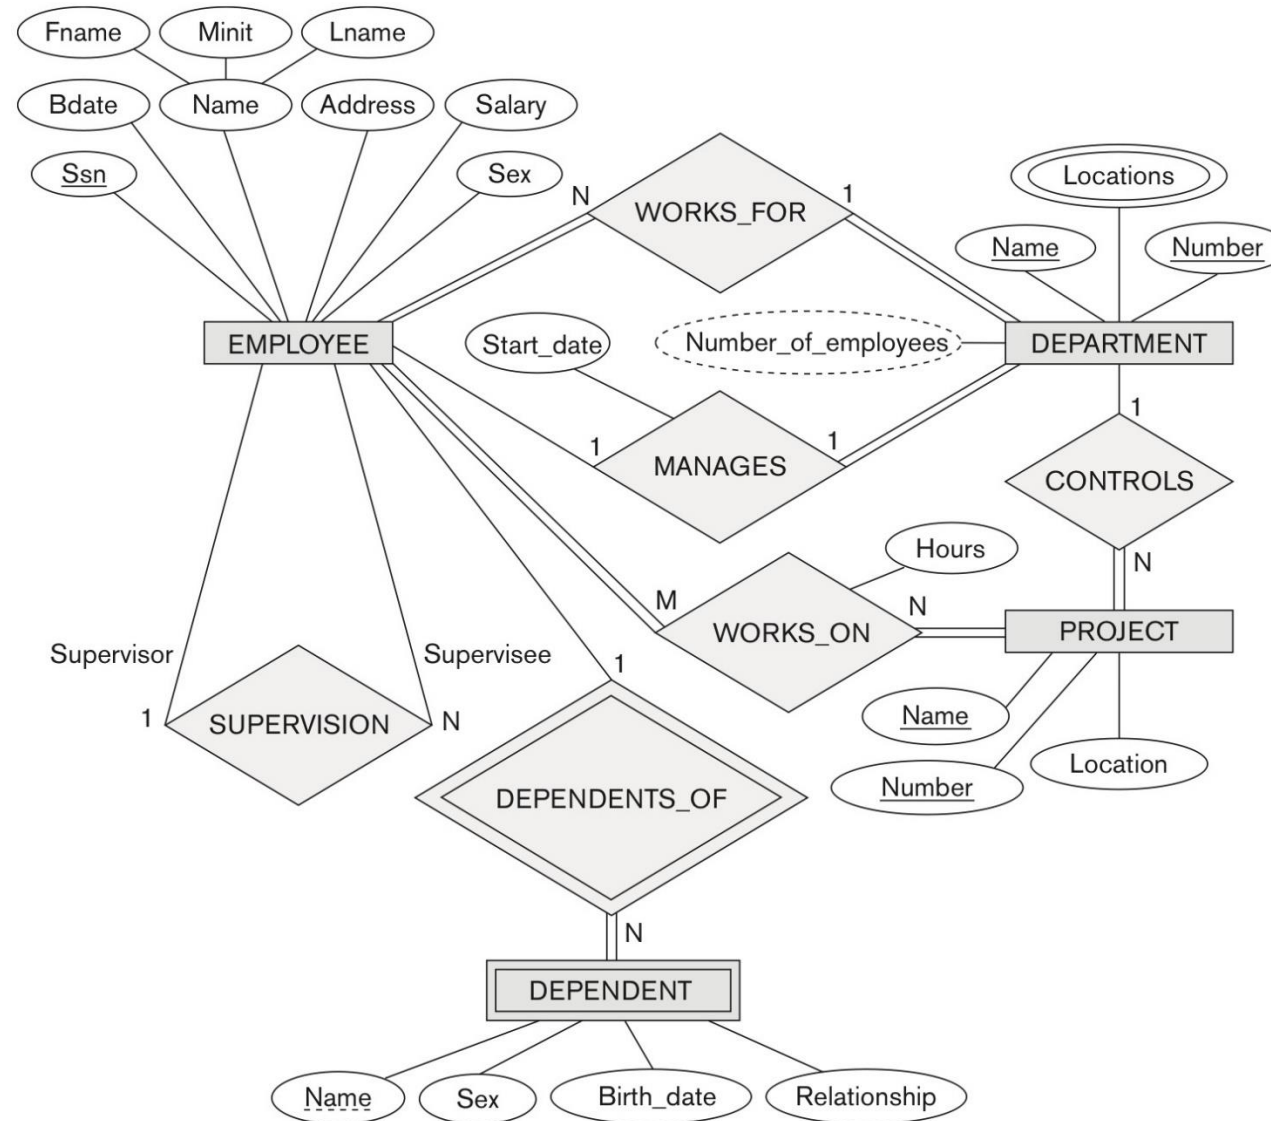 Fname
Minit
Lname
Bdate
Name
Address
Salary
Ssn
Sex
Locations
Name
Number
N
WORKS_FOR
1
EMPLOYEE
Start_date
Number_of_employees
DEPARTMENT
1
MANAGES
1
1
CONTROLS
N
Hours
M
WORKS_ON
N
PROJECT
Supervisor
Supervisee
1
SUPERVISION
N
1
Name
Number
Location
DEPENDENTS_OF
N
DEPENDENT
Name
Sex
Birth_date
Relationship